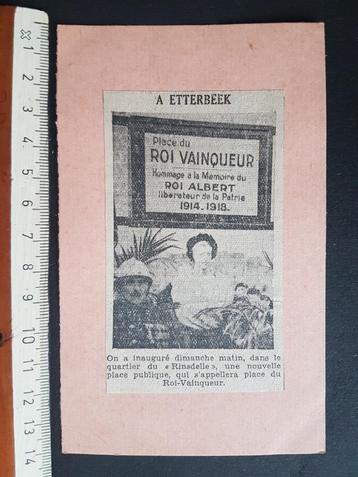 A ETTERBEEK
Place du
ROI VAINQUEUR
Hommage a la Mémoire du
ROI ALBERT
libérateur de la Patrie
1914.1918.
On a inauguré dimanche matin, dans le
quartier du « Rinsdelle », une nouvelle
place publique, qui s'appellera place du
Roi-Vainqueur.
1
2
3
4
5
6
7
8
9
10
11
12
13
14